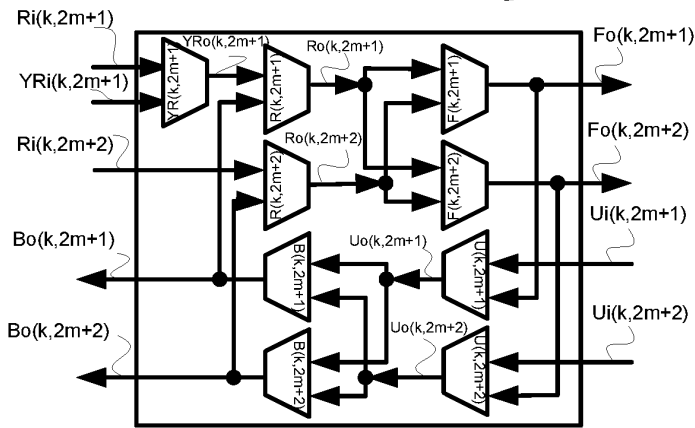 Ri(k,2m+1)
YRi(k,2m+1)
Ri(k,2m+2)
Bo(k,2m+1)
Bo(k,2m+2)
YR(k,2m+1)
YRo(k,2m+1)
R(k,2m+1)
Ro(k,2m+1)
R(k,2m+2)
Ro(k,2m+2)
F(k,2m+1)
F(k,2m+2)
B(k,2m+1)
Uo(k,2m+1)
U(k,2m+1)
B(k,2m+2)
Uo(k,2m+2)
U(k,2m+2)
Fo(k,2m+1)
Fo(k,2m+2)
Ui(k,2m+1)
Ui(k,2m+2)